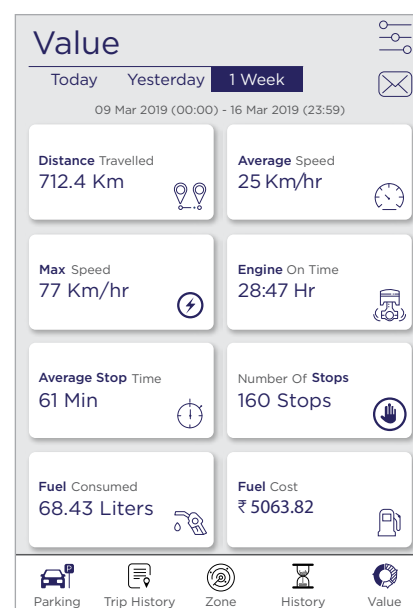 Value
Today Yesterday 1 Week
09 Mar 2019 (00:00) - 16 Mar 2019 (23:59)
Distance Travelled
712.4 Km
Average Speed
25 Km/hr
Max Speed
77 Km/hr
Engine On Time
28:47 Hr
Average Stop Time
61 Min
Number Of Stops
160 Stops
Fuel Consumed
68.43 Liters
Fuel Cost
₹ 5063.82
P
Parking Trip History Zone History Value